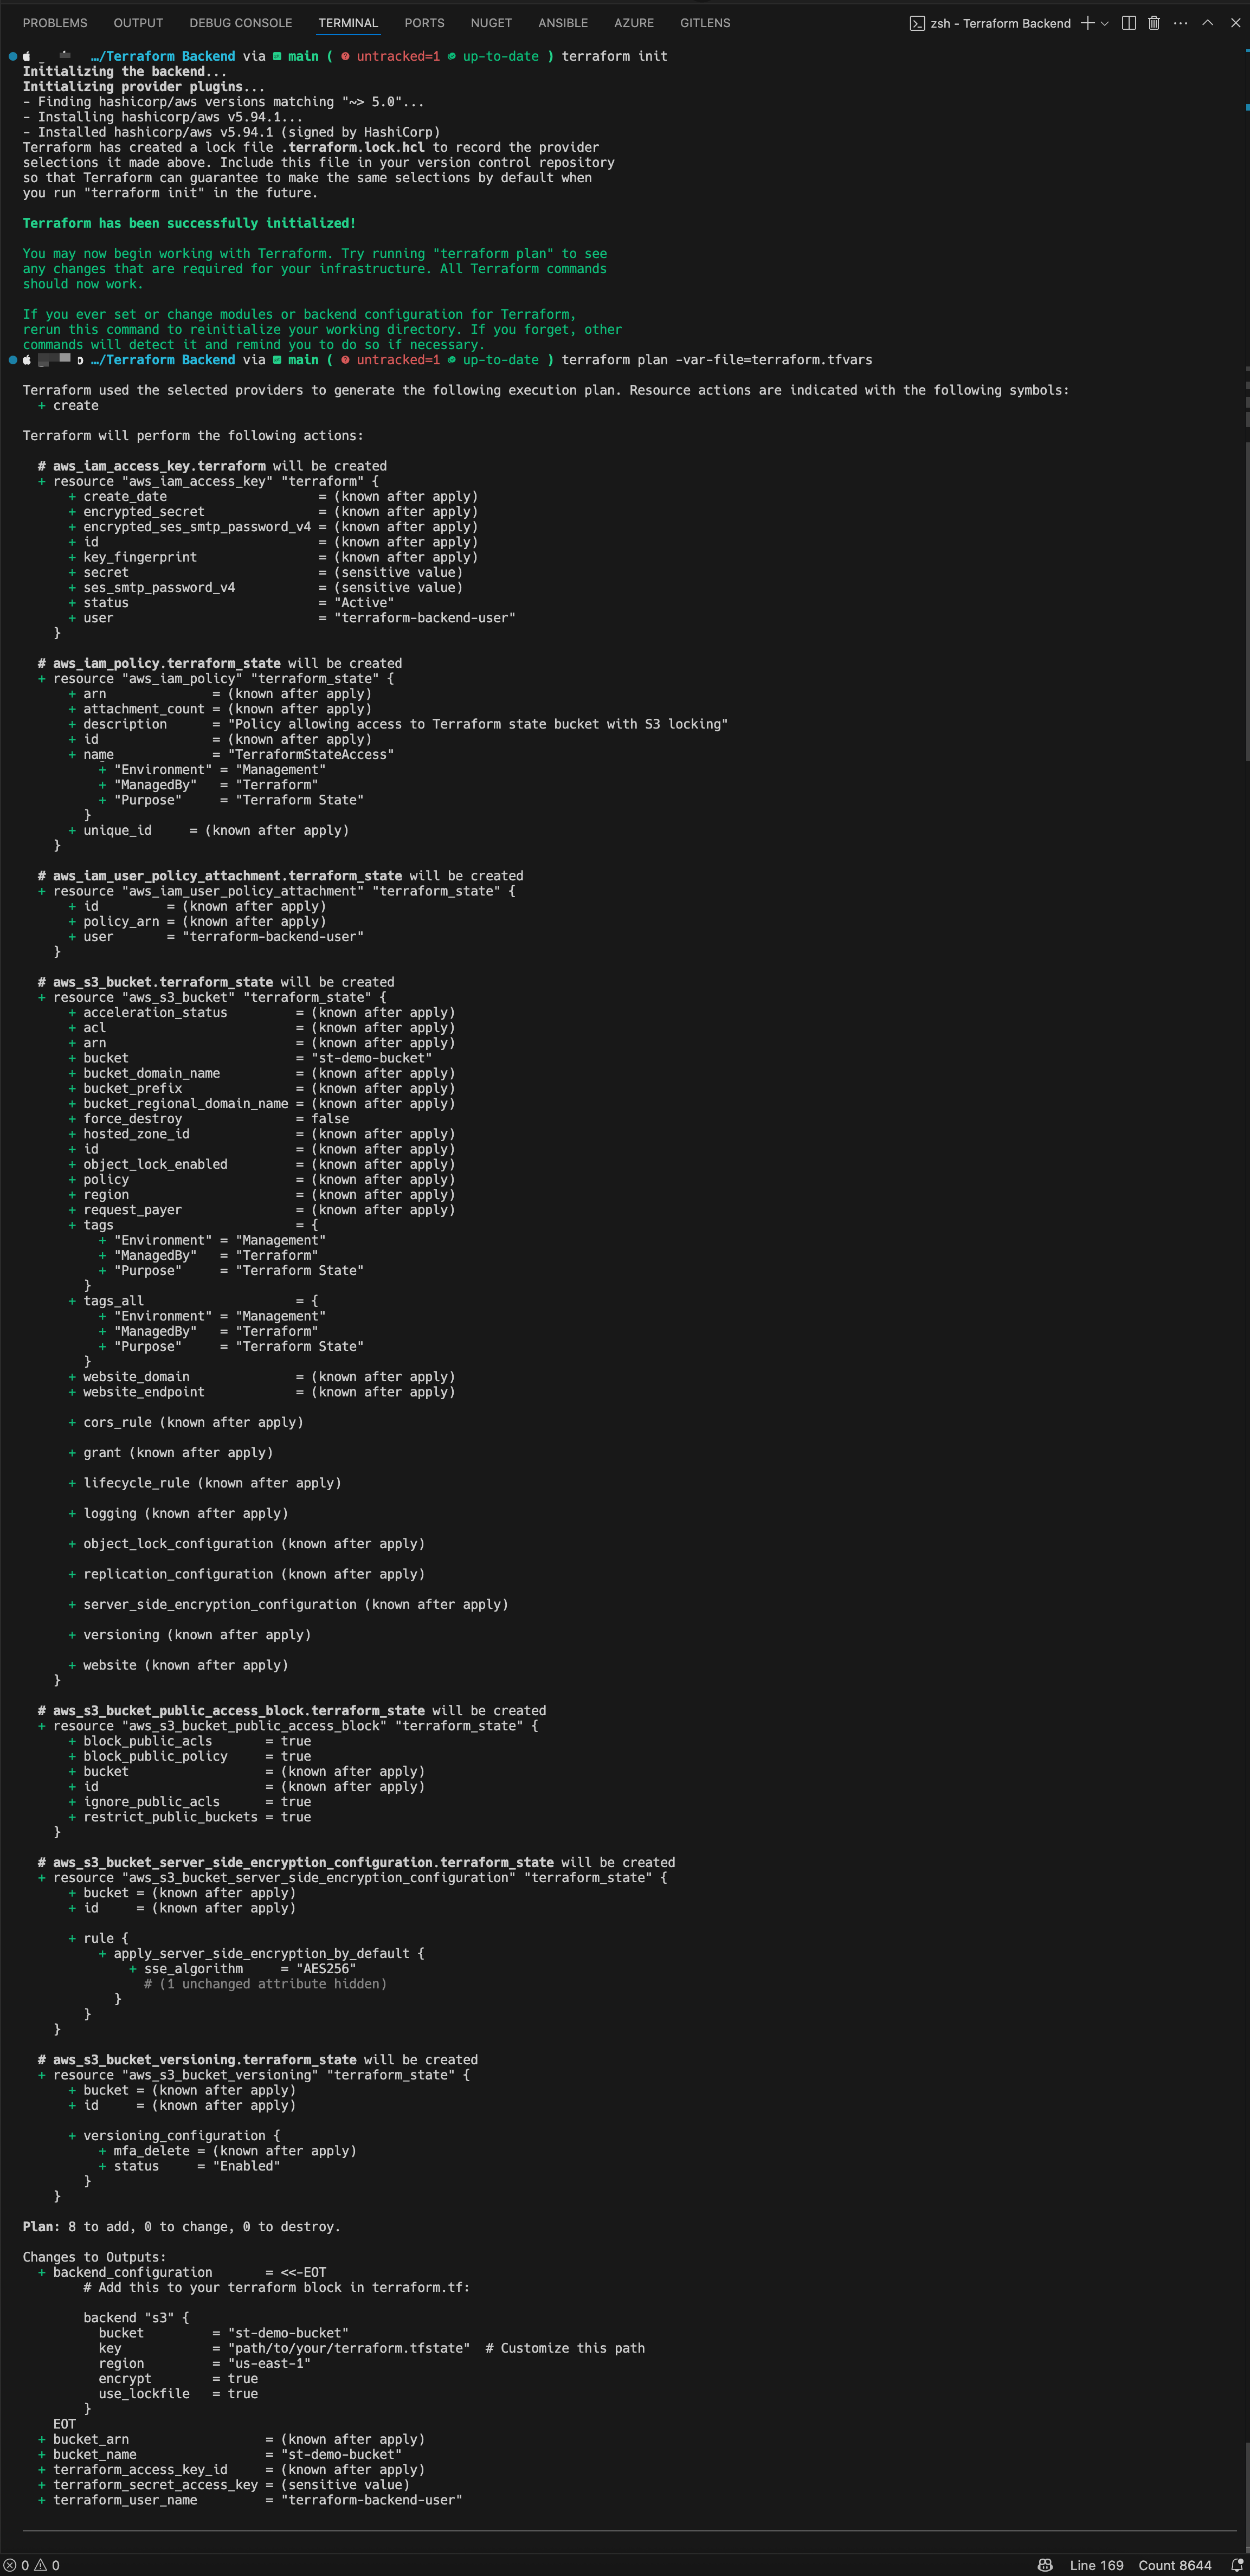 PROBLEMS OUTPUT DEBUG CONSOLE TERMINAL PORTS NUGET ANSIBLE AZURE GITLENS zsh - Terraform Backend
…/Terraform Backend via main ( untracked=1 up-to-date ) terraform init
Initializing the backend...
Initializing provider plugins...
- Finding hashicorp/aws versions matching "~> 5.0"...
- Installing hashicorp/aws v5.94.1...
- Installed hashicorp/aws v5.94.1 (signed by HashiCorp)
Terraform has created a lock file .terraform.lock.hcl to record the provider
selections it made above. Include this file in your version control repository
so that Terraform can guarantee to make the same selections by default when
you run "terraform init" in the future.
Terraform has been successfully initialized!
You may now begin working with Terraform. Try running "terraform plan" to see
any changes that are required for your infrastructure. All Terraform commands
should now work.
If you ever set or change modules or backend configuration for Terraform,
rerun this command to reinitialize your working directory. If you forget, other
commands will detect it and remind you to do so if necessary.
…/Terraform Backend via main ( untracked=1 up-to-date ) terraform plan -var-file=terraform.tfvars
Terraform used the selected providers to generate the following execution plan. Resource actions are indicated with the following symbols:
+ create
Terraform will perform the following actions:
# aws_iam_access_key.terraform will be created
+ resource "aws_iam_access_key" "terraform" {
+ create_date = (known after apply)
+ encrypted_secret = (known after apply)
+ encrypted_ses_smtp_password_v4 = (known after apply)
+ id = (known after apply)
+ key_fingerprint = (known after apply)
+ secret = (sensitive value)
+ ses_smtp_password_v4 = (sensitive value)
+ status = "Active"
+ user = "terraform-backend-user"
}
# aws_iam_policy.terraform_state will be created
+ resource "aws_iam_policy" "terraform_state" {
+ arn = (known after apply)
+ attachment_count = (known after apply)
+ description = "Policy allowing access to Terraform state bucket with S3 locking"
+ id = (known after apply)
+ name = "TerraformStateAccess"
+ "Environment" = "Management"
+ "ManagedBy" = "Terraform"
+ "Purpose" = "Terraform State"
}
+ unique_id = (known after apply)
}
# aws_iam_user_policy_attachment.terraform_state will be created
+ resource "aws_iam_user_policy_attachment" "terraform_state" {
+ id = (known after apply)
+ policy_arn = (known after apply)
+ user = "terraform-backend-user"
}
# aws_s3_bucket.terraform_state will be created
+ resource "aws_s3_bucket" "terraform_state" {
+ acceleration_status = (known after apply)
+ acl = (known after apply)
+ arn = (known after apply)
+ bucket = "st-demo-bucket"
+ bucket_domain_name = (known after apply)
+ bucket_prefix = (known after apply)
+ bucket_regional_domain_name = (known after apply)
+ force_destroy = false
+ hosted_zone_id = (known after apply)
+ id = (known after apply)
+ object_lock_enabled = (known after apply)
+ policy = (known after apply)
+ region = (known after apply)
+ request_payer = (known after apply)
+ tags = {
+ "Environment" = "Management"
+ "ManagedBy" = "Terraform"
+ "Purpose" = "Terraform State"
}
+ tags_all = {
+ "Environment" = "Management"
+ "ManagedBy" = "Terraform"
+ "Purpose" = "Terraform State"
}
+ website_domain = (known after apply)
+ website_endpoint = (known after apply)
+ cors_rule (known after apply)
+ grant (known after apply)
+ lifecycle_rule (known after apply)
+ logging (known after apply)
+ object_lock_configuration (known after apply)
+ replication_configuration (known after apply)
+ server_side_encryption_configuration (known after apply)
+ versioning (known after apply)
+ website (known after apply)
}
# aws_s3_bucket_public_access_block.terraform_state will be created
+ resource "aws_s3_bucket_public_access_block" "terraform_state" {
+ block_public_acls = true
+ block_public_policy = true
+ bucket = (known after apply)
+ id = (known after apply)
+ ignore_public_acls = true
+ restrict_public_buckets = true
}
# aws_s3_bucket_server_side_encryption_configuration.terraform_state will be created
+ resource "aws_s3_bucket_server_side_encryption_configuration" "terraform_state" {
+ bucket = (known after apply)
+ id = (known after apply)
+ rule {
+ apply_server_side_encryption_by_default {
+ sse_algorithm = "AES256"
# (1 unchanged attribute hidden)
}
}
}
# aws_s3_bucket_versioning.terraform_state will be created
+ resource "aws_s3_bucket_versioning" "terraform_state" {
+ bucket = (known after apply)
+ id = (known after apply)
+ versioning_configuration {
+ mfa_delete = (known after apply)
+ status = "Enabled"
}
}
Plan: 8 to add, 0 to change, 0 to destroy.
Changes to Outputs:
+ backend_configuration = <<-EOT
# Add this to your terraform block in terraform.tf:
backend "s3" {
bucket = "st-demo-bucket"
key = "path/to/your/terraform.tfstate" # Customize this path
region = "us-east-1"
encrypt = true
use_lockfile = true
}
EOT
+ bucket_arn = (known after apply)
+ bucket_name = "st-demo-bucket"
+ terraform_access_key_id = (known after apply)
+ terraform_secret_access_key = (sensitive value)
+ terraform_user_name = "terraform-backend-user"
0 0 Line 169 Count 8644